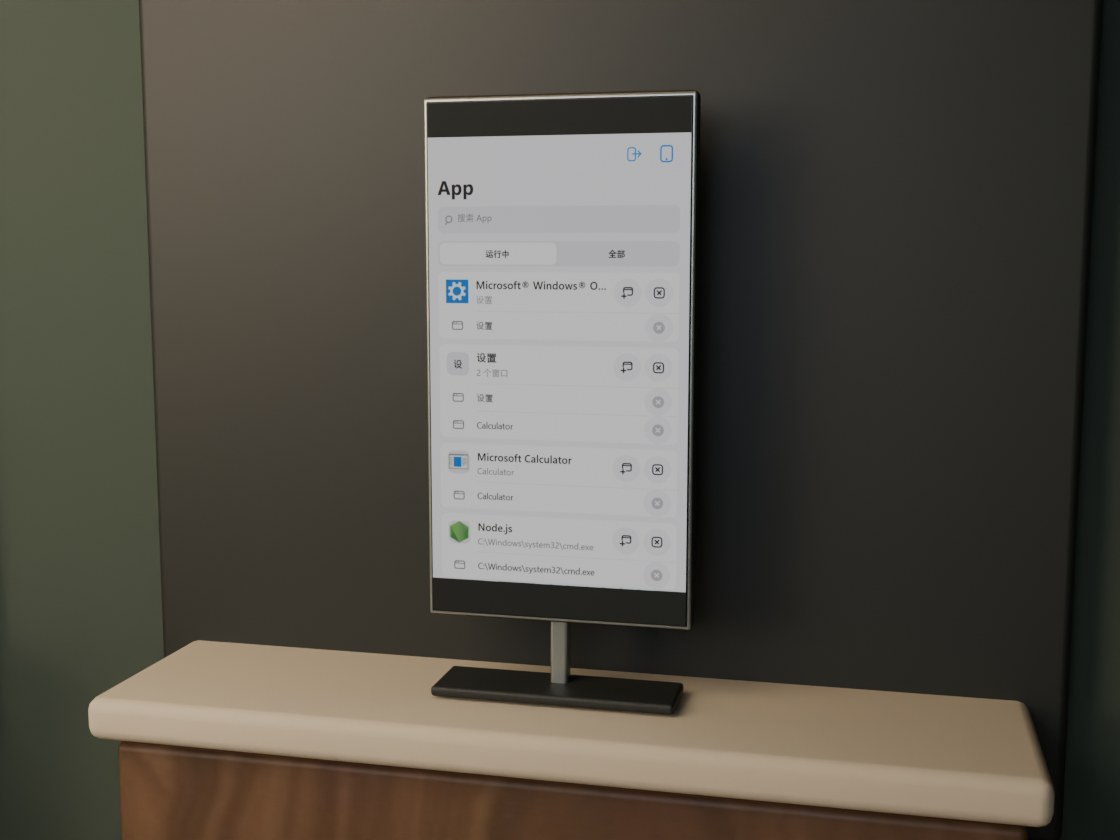 App
搜索 App
运行中
全部
Microsoft® Windows® O...
设置
设置
设
设置
2 个窗口
设置
Calculator
Microsoft Calculator
Calculator
Calculator
Node.js
C:\Windows\system32\cmd.exe
C:\Windows\system32\cmd.exe